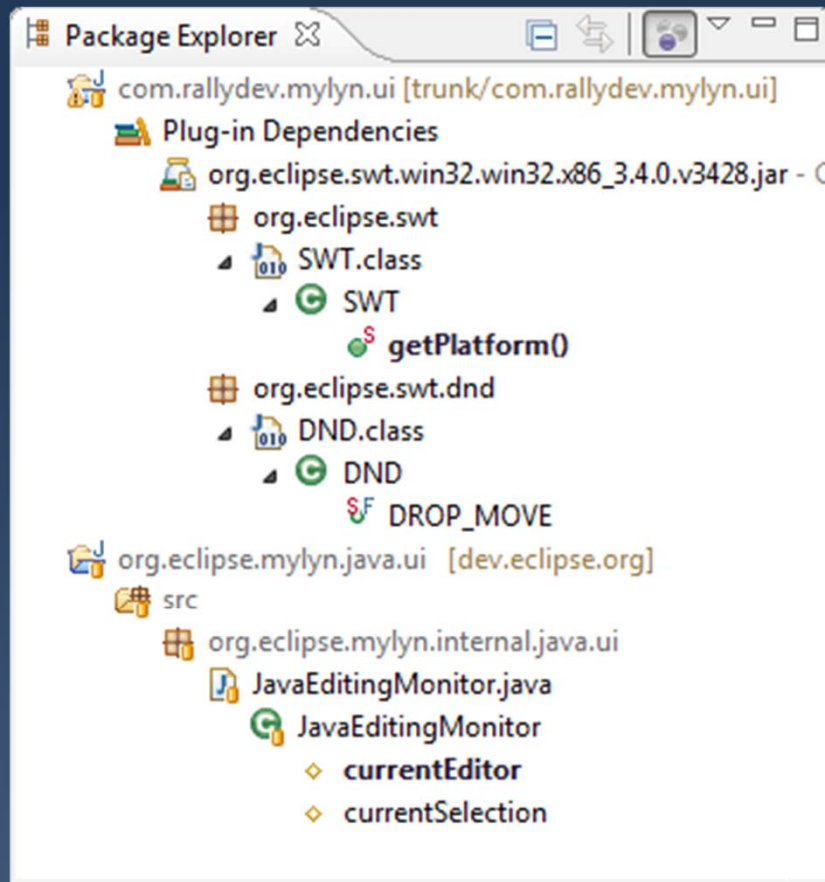 Package Explorer
com.rallydev.mylyn.ui [trunk/com.rallydev.mylyn.ui]
Plug-in Dependencies
org.eclipse.swt.win32.win32.x86_3.4.0.v3428.jar -
org.eclipse.swt
SWT.class
SWT
getPlatform()
org.eclipse.swt.dnd
DND.class
DND
DROP_MOVE
org.eclipse.mylyn.java.ui [dev.eclipse.org]
src
org.eclipse.mylyn.internal.java.ui
JavaEditingMonitor.java
JavaEditingMonitor
currentEditor
currentSelection